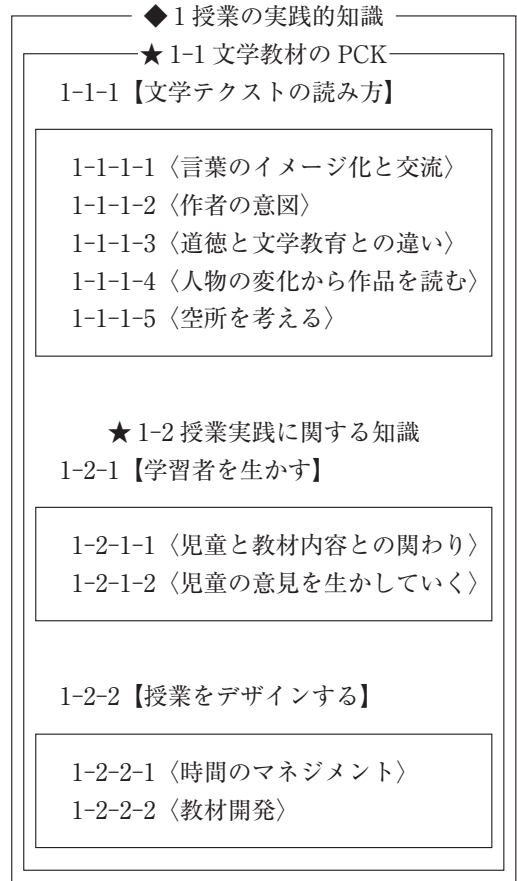 ◆1 授業の実践的知識
★1-1 文学教材の PCK
1-1-1【文学テクストの読み方】
1-1-1-1〈言葉のイメージ化と交流〉
1-1-1-2〈作者の意図〉
1-1-1-3〈道徳と文学教育との違い〉
1-1-1-4〈人物の変化から作品を読む〉
1-1-1-5〈空所を考える〉
★1-2 授業実践に関する知識
1-2-1【学習者を生かす】
1-2-1-1〈児童と教材内容との関わり〉
1-2-1-2〈児童の意見を生かしていく〉
1-2-2【授業をデザインする】
1-2-2-1〈時間のマネジメント〉
1-2-2-2〈教材開発〉